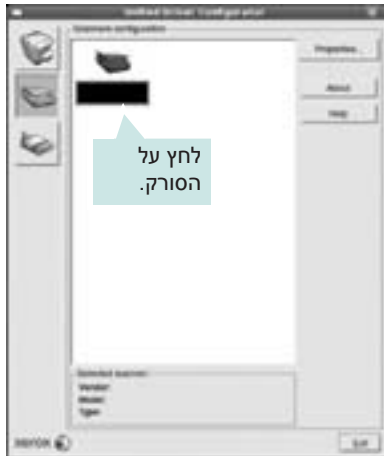 Unified Driver Configurator
Scanners configuration
Properties...
About
Help
לחץ על
הסורק.
Selected scanner:
Vendor:
Model:
Type:
xerox
Exit